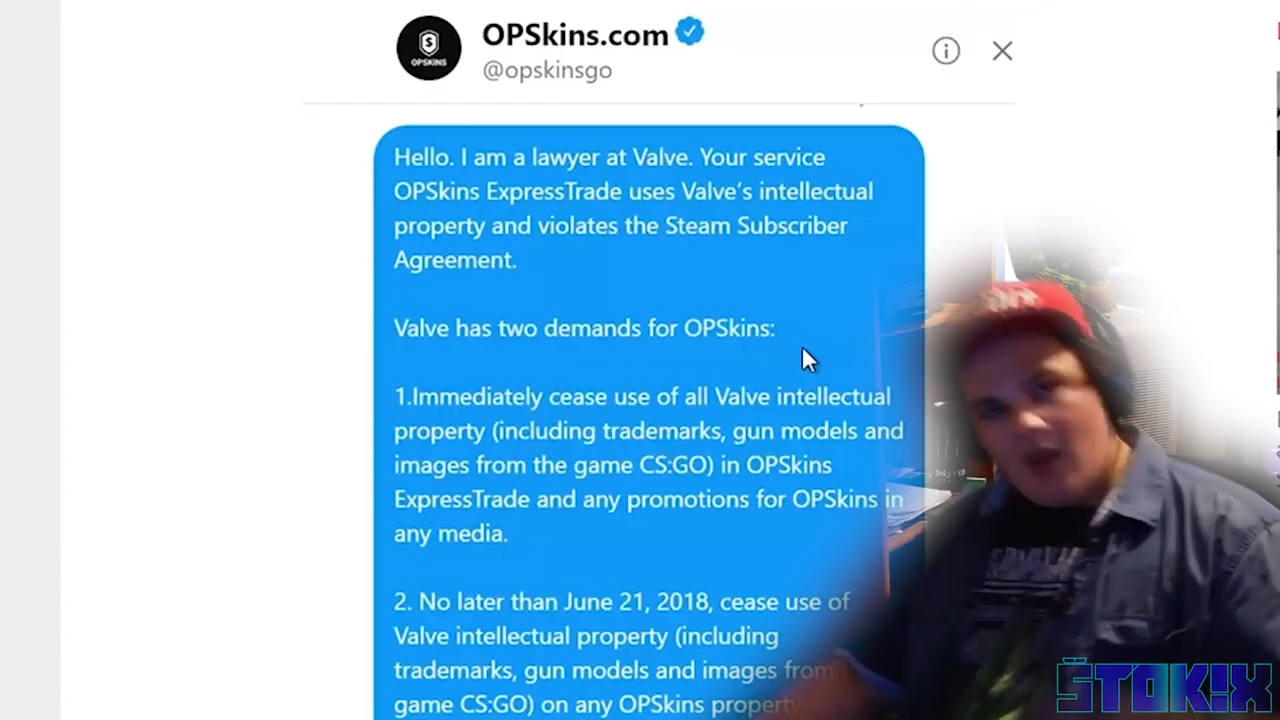 OPSkins.com
@opskinsgo
OPSKINS
Hello. I am a lawyer at Valve. Your service
OPSkins ExpressTrade uses Valve's intellectual
property and violates the Steam Subscriber
Agreement.
Valve has two demands for OPSkins:
1.Immediately cease use of all Valve intellectual
property (including trademarks, gun models and
images from the game CS:GO) in OPSkins
ExpressTrade and any promotions for OPSkins in
any media.
2. No later than June 21, 2018, cease use of
Valve intellectual property (including
trademarks, gun models and images from
game CS:GO) on any OPSkins property
STOK!X